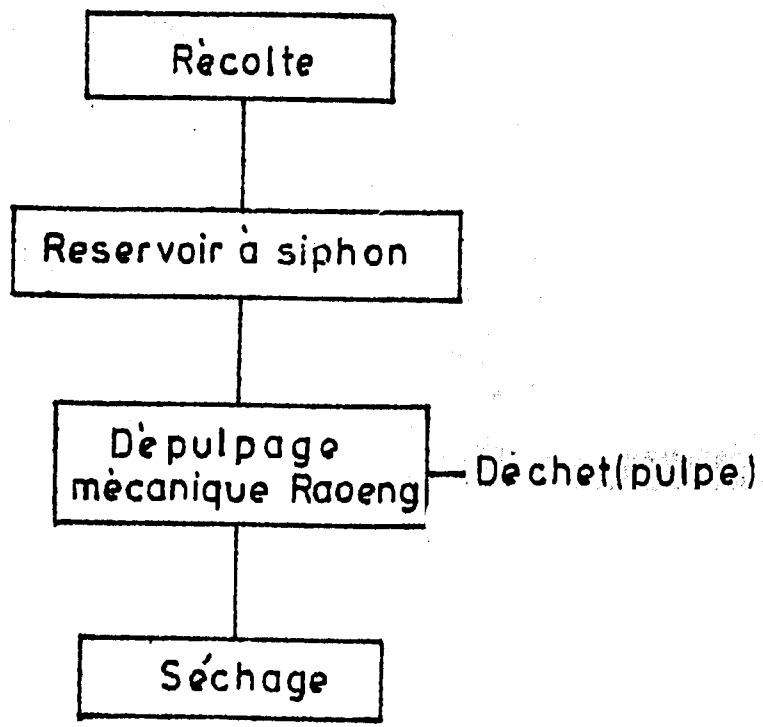 Rècolte
Reservoir à siphon
Dèpulpage
mècanique Raoeng
Dèchet(pulpe)
Séchage